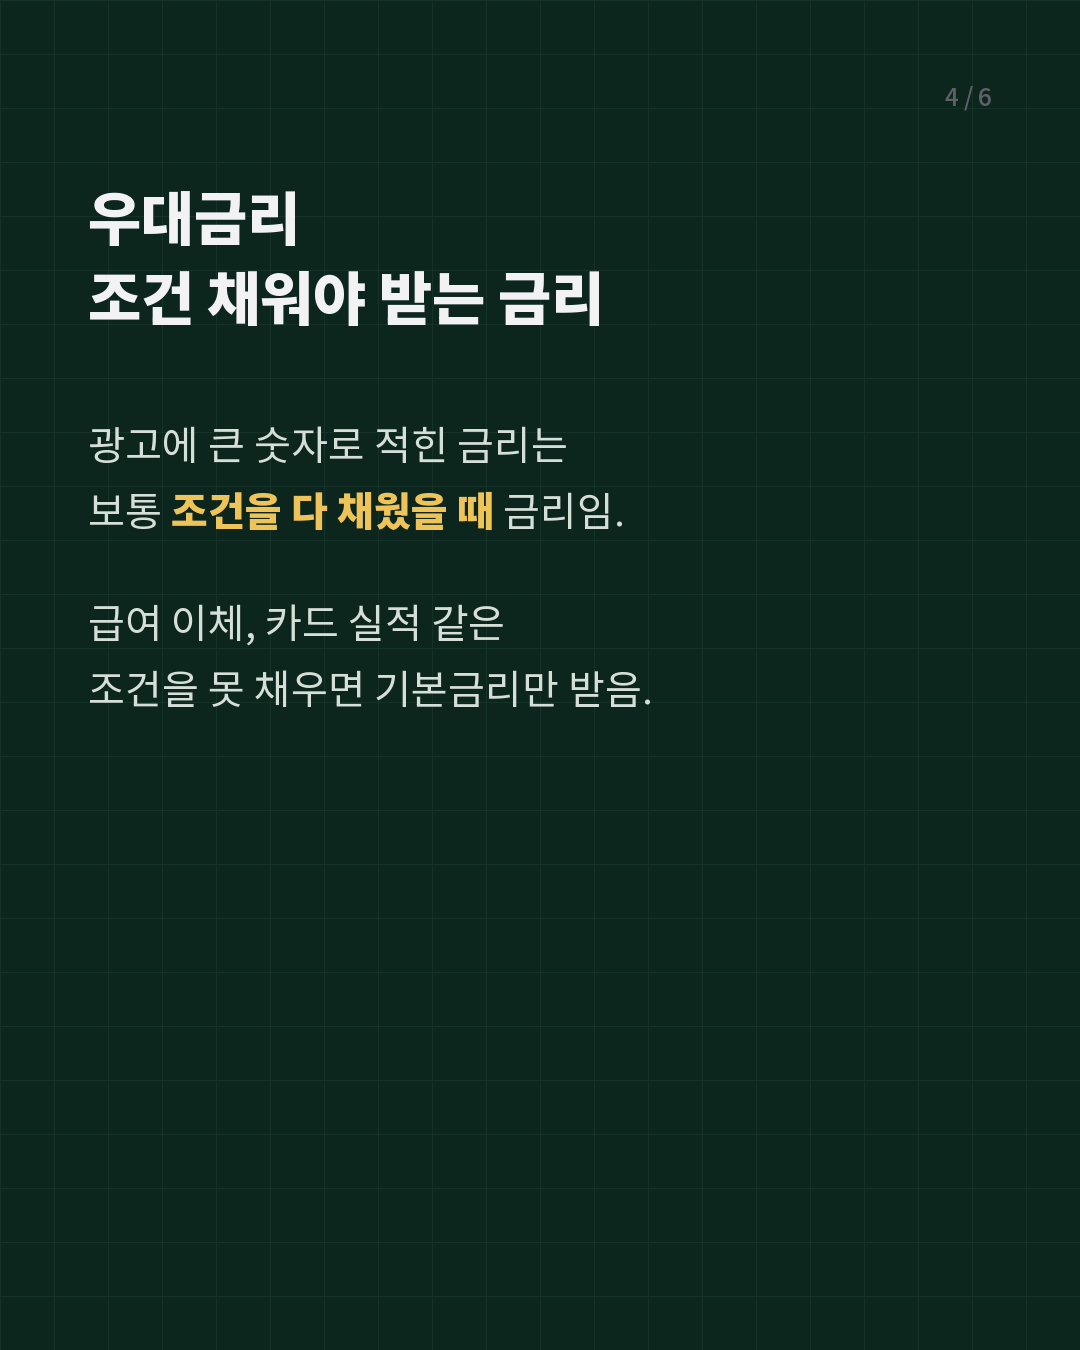 4 / 6
우대금리
조건 채워야 받는 금리
광고에 큰 숫자로 적힌 금리는
보통 조건을 다 채웠을 때 금리임.
급여 이체, 카드 실적 같은
조건을 못 채우면 기본금리만 받음.